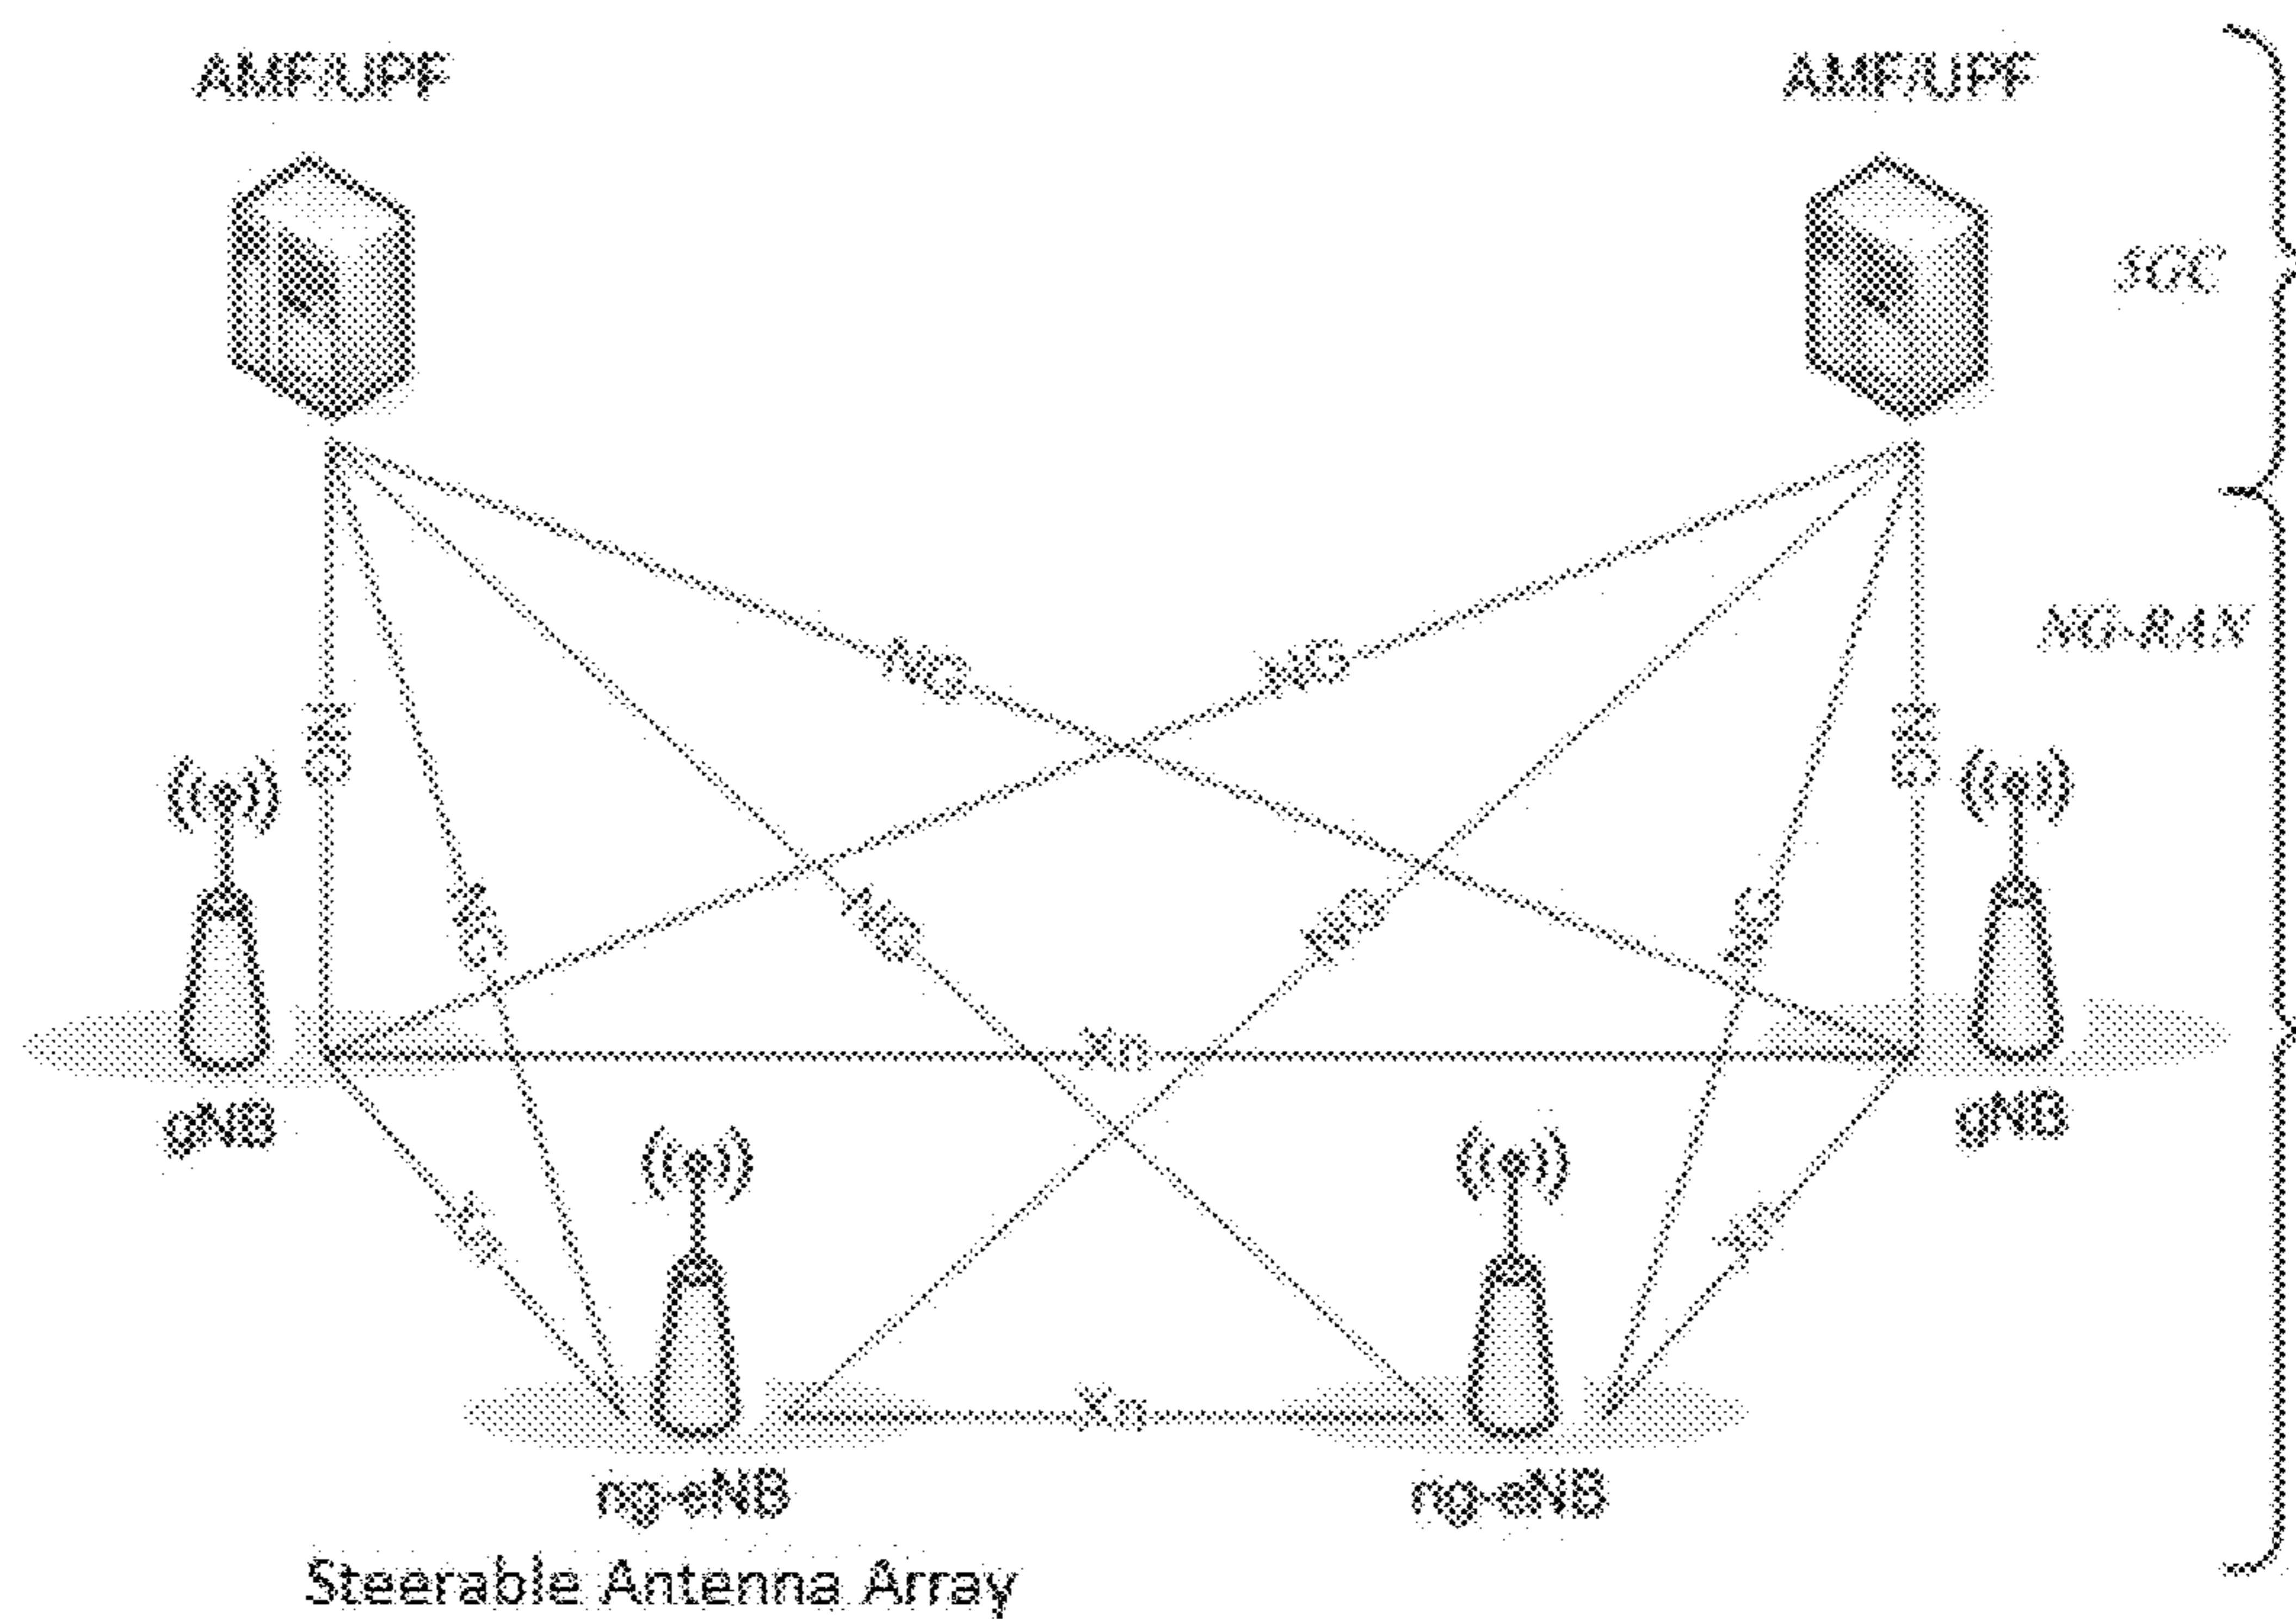 AMF/UPF
AMF/UPF
5GC
NG-RAN
NG
NG
NG
NG
NG
NG
NG
NG
Xn
gNB
gNB
Xn
Xn
Xn
ng-eNB
ng-eNB
Steerable Antenna Array